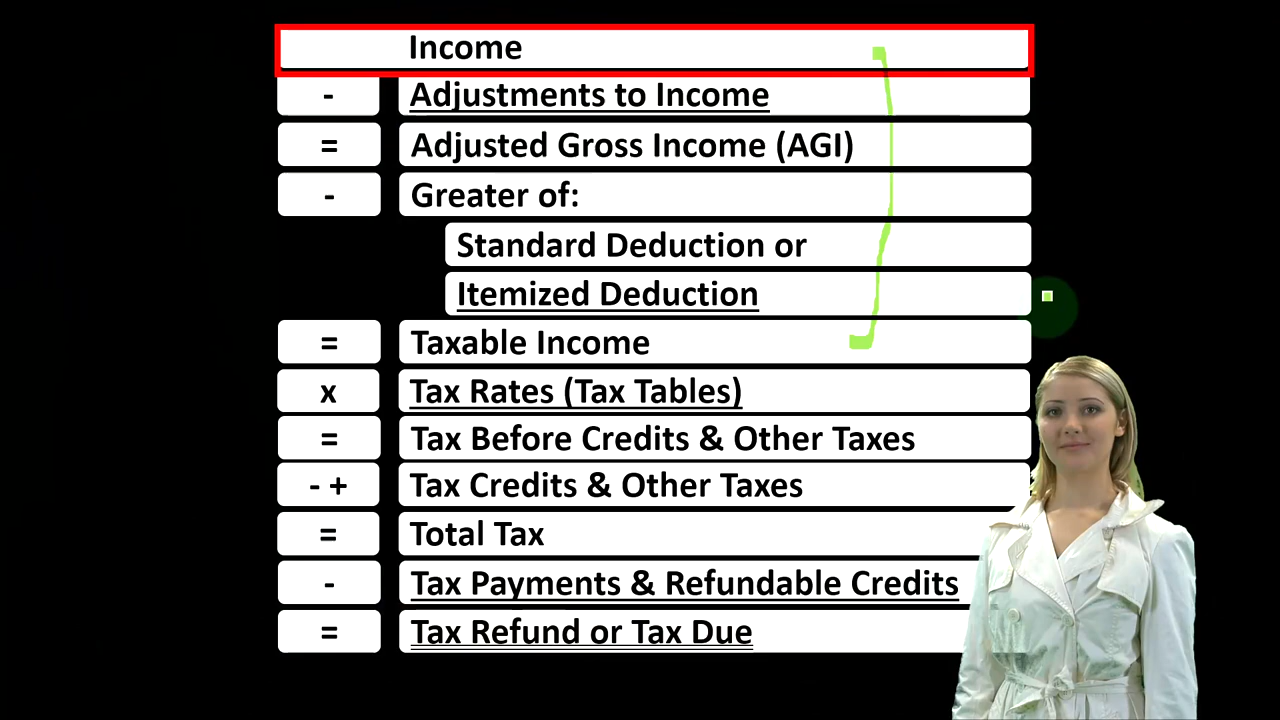 Income
- Adjustments to Income
= Adjusted Gross Income (AGI)
- Greater of:
Standard Deduction or
Itemized Deduction
= Taxable Income
x Tax Rates (Tax Tables)
= Tax Before Credits & Other Taxes
- + Tax Credits & Other Taxes
= Total Tax
- Tax Payments & Refundable Credits
= Tax Refund or Tax Due